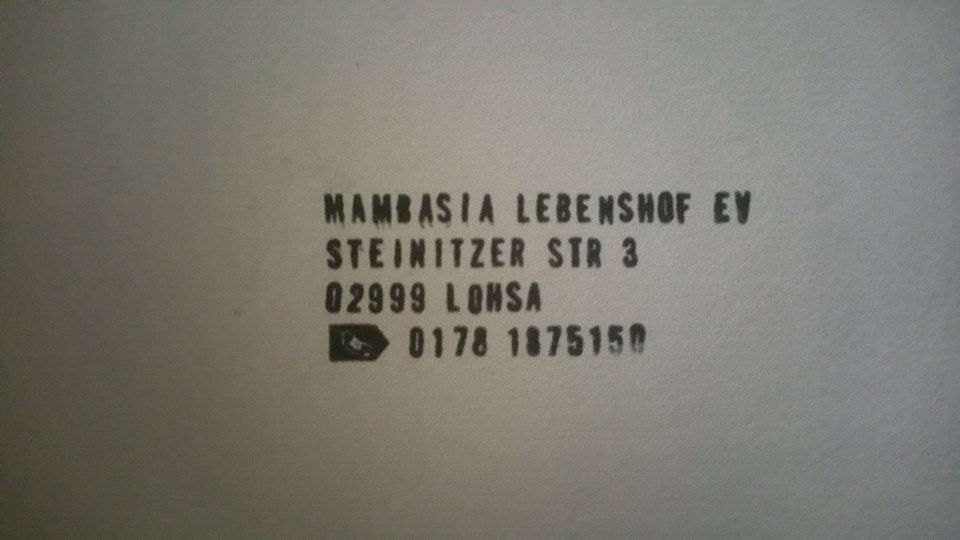 MAMBASIA LEBENSHOF EV
STEINITZER STR 3
02999 LOHSA
0178 1875150